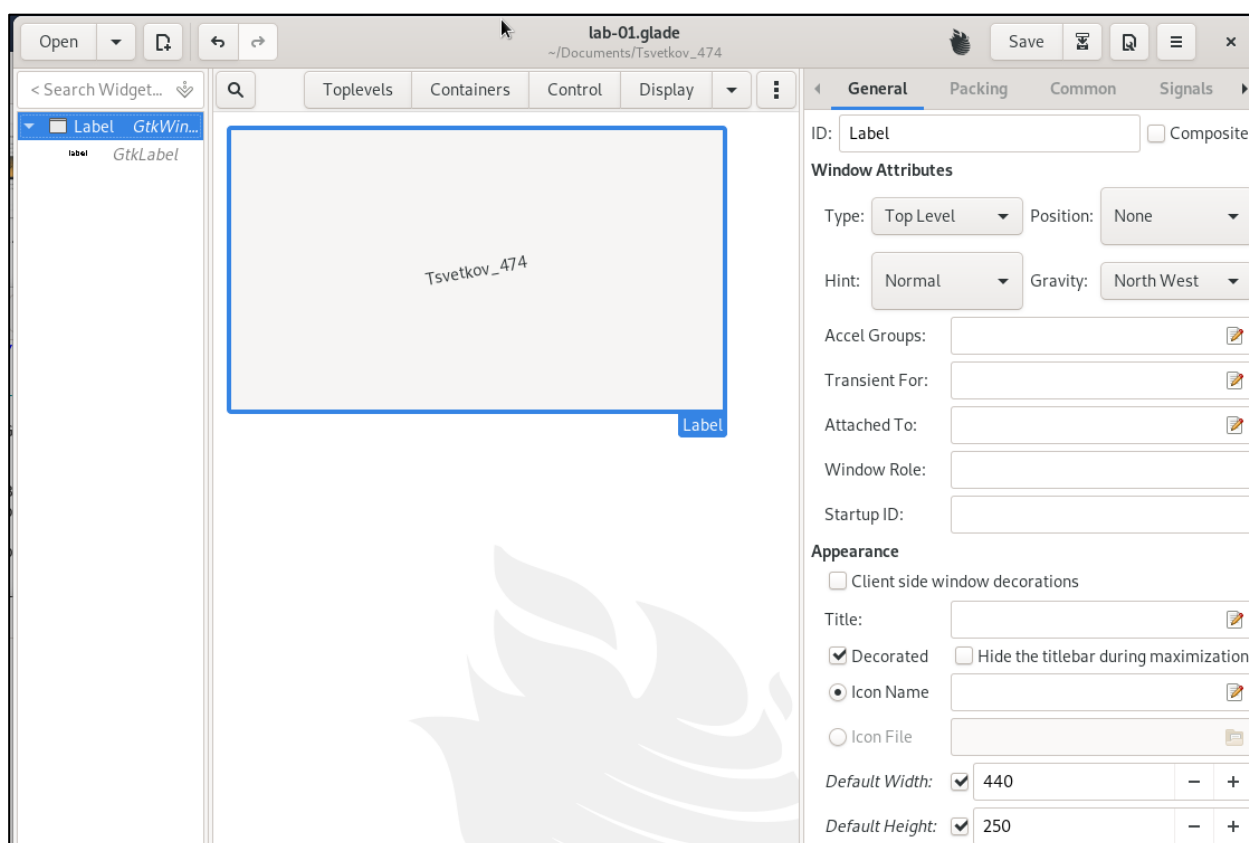 Open
lab-01.glade
~/Documents/Tsvetkov_474
Save
< Search Widget...
Label GtkWin...
label GtkLabel
Toplevels Containers Control Display
Tsvetkov_474
Label
General Packing Common Signals
ID: Label Composite
Window Attributes
Type: Top Level Position: None
Hint: Normal Gravity: North West
Accel Groups:
Transient For:
Attached To:
Window Role:
Startup ID:
Appearance
Client side window decorations
Title:
Decorated Hide the titlebar during maximization
Icon Name
Icon File
Default Width: 440
Default Height: 250